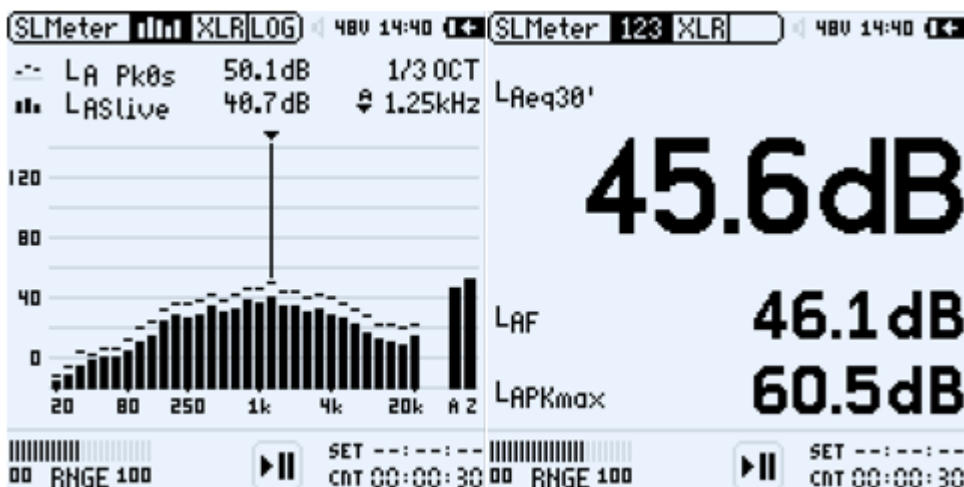 SLMeter XLR LOG 48V 14:40
LA Pk0s 50.1dB 1/3 OCT
LASlive 40.7dB A 1.25kHz
120
80
40
0
20 80 250 1k 4k 20k A Z
SET --:--:--
00 RNGE 100 CNT 00:00:30
SLMeter 123 XLR 48V 14:40
LAeq30'
45.6dB
LAF 46.1dB
LAPKmax 60.5dB
SET --:--:--
00 RNGE 100 CNT 00:00:30